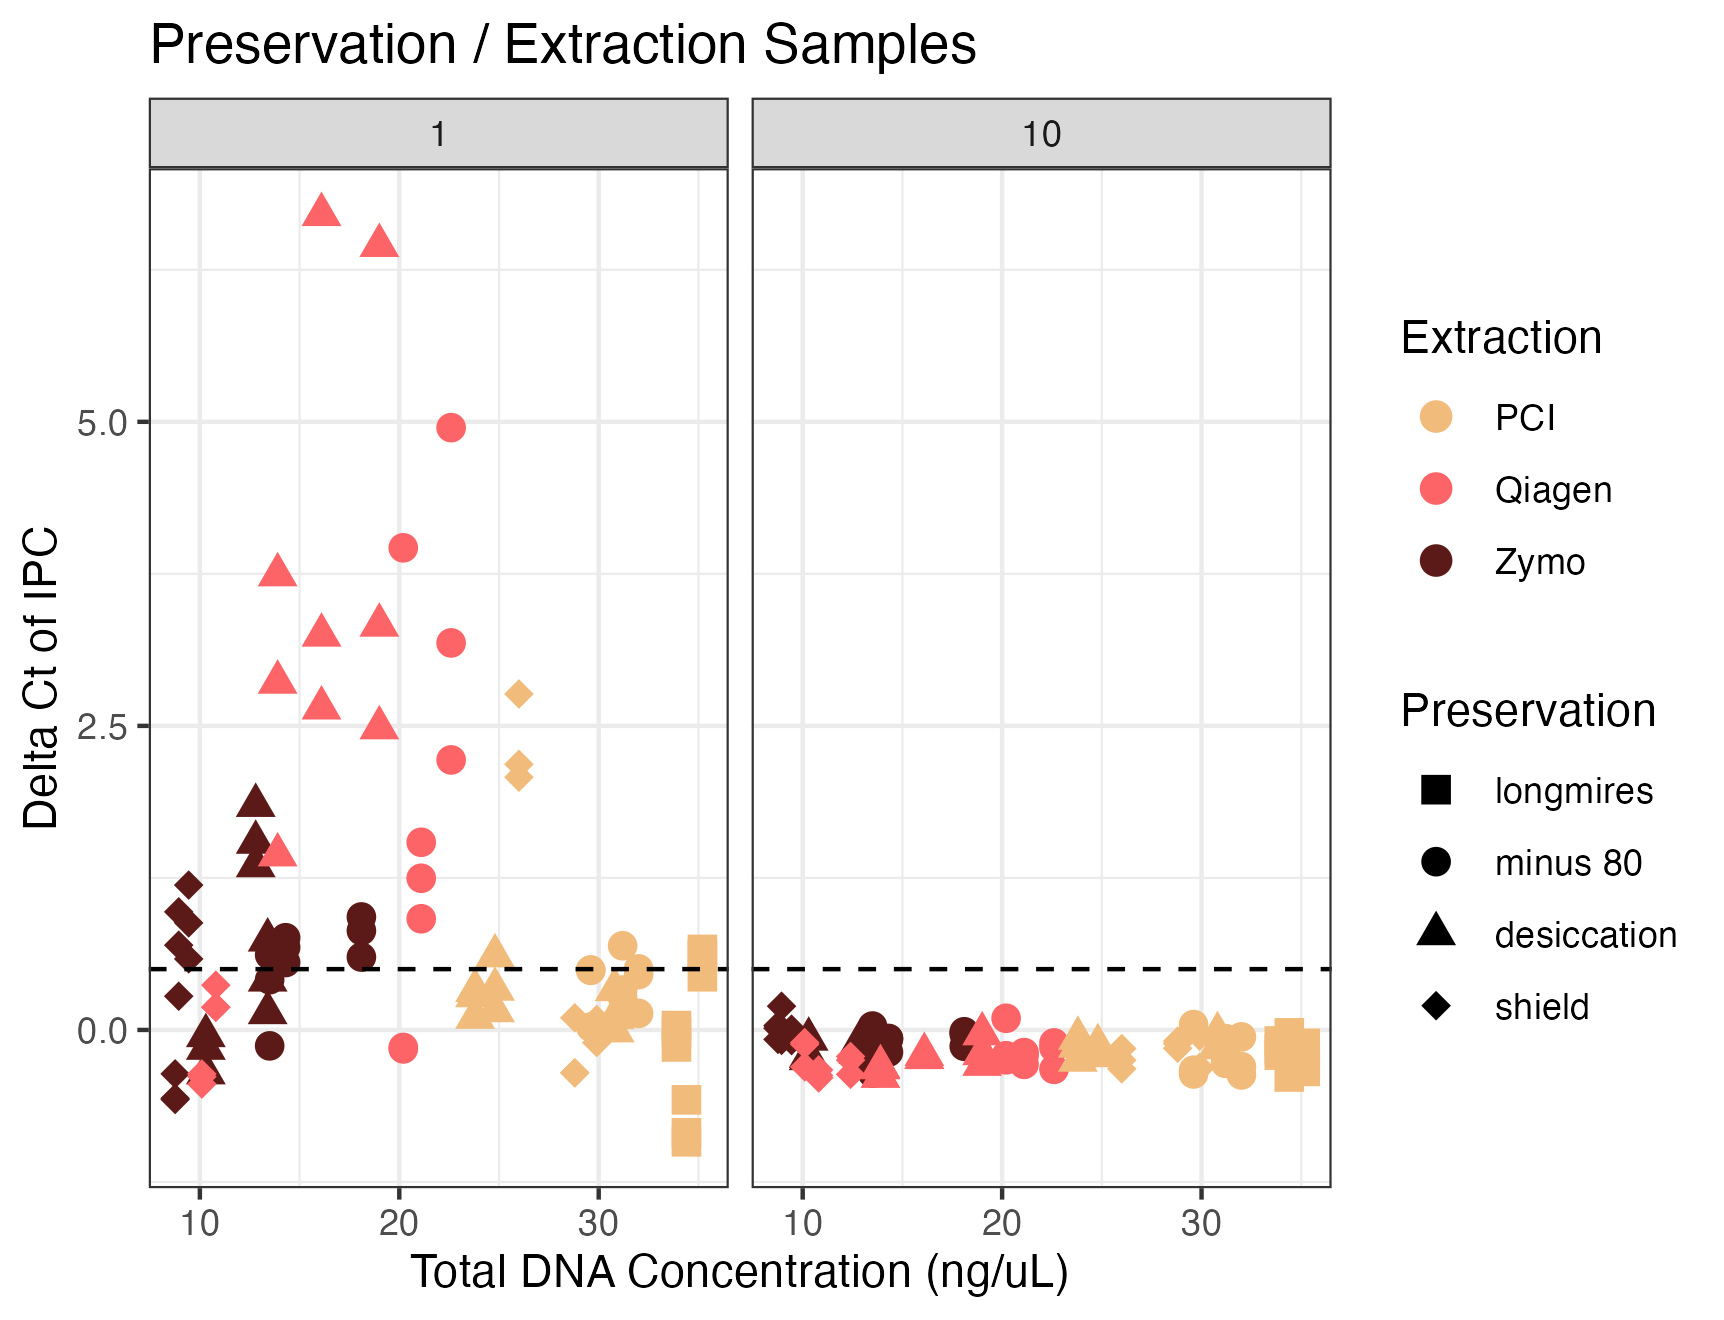 Preservation / Extraction Samples
1
10
Delta Ct of IPC
5.0
2.5
0.0
10
20
30
10
20
30
Total DNA Concentration (ng/uL)
Extraction
PCI
Qiagen
Zymo
Preservation
longmires
minus 80
desiccation
shield